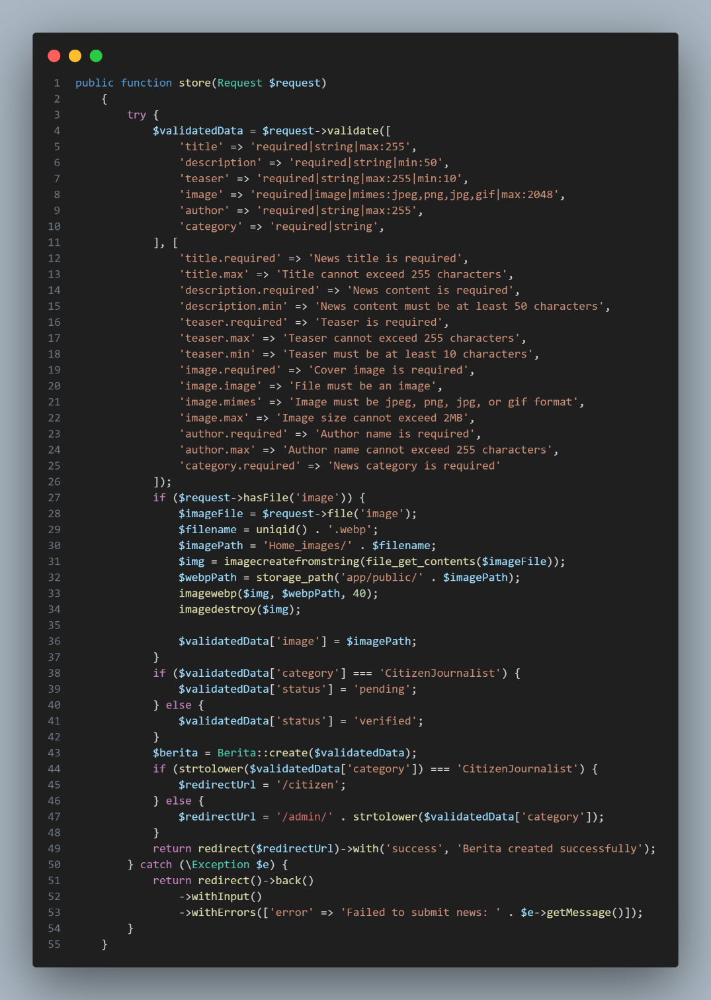 1 public function store(Request $request)
2 {
3 try {
4 $validatedData = $request->validate([
5 'title' => 'required|string|max:255',
6 'description' => 'required|string|min:50',
7 'teaser' => 'required|string|max:255|min:10',
8 'image' => 'required|image|mimes:jpeg,png,jpg,gif|max:2048',
9 'author' => 'required|string|max:255',
10 'category' => 'required|string',
11 ], [
12 'title.required' => 'News title is required',
13 'title.max' => 'Title cannot exceed 255 characters',
14 'description.required' => 'News content is required',
15 'description.min' => 'News content must be at least 50 characters',
16 'teaser.required' => 'Teaser is required',
17 'teaser.max' => 'Teaser cannot exceed 255 characters',
18 'teaser.min' => 'Teaser must be at least 10 characters',
19 'image.required' => 'Cover image is required',
20 'image.image' => 'File must be an image',
21 'image.mimes' => 'Image must be jpeg, png, jpg, or gif format',
22 'image.max' => 'Image size cannot exceed 2MB',
23 'author.required' => 'Author name is required',
24 'author.max' => 'Author name cannot exceed 255 characters',
25 'category.required' => 'News category is required'
26 ]);
27 if ($request->hasFile('image')) {
28 $imageFile = $request->file('image');
29 $filename = uniqid() . '.webp';
30 $imagePath = 'Home_images/' . $filename;
31 $img = imagecreatefromstring(file_get_contents($imageFile));
32 $webpPath = storage_path('app/public/' . $imagePath);
33 imagewebp($img, $webpPath, 40);
34 imagedestroy($img);
35
36 $validatedData['image'] = $imagePath;
37 }
38 if ($validatedData['category'] === 'CitizenJournalist') {
39 $validatedData['status'] = 'pending';
40 } else {
41 $validatedData['status'] = 'verified';
42 }
43 $berita = Berita::create($validatedData);
44 if (strtolower($validatedData['category']) === 'CitizenJournalist') {
45 $redirectUrl = '/citizen';
46 } else {
47 $redirectUrl = '/admin/' . strtolower($validatedData['category']);
48 }
49 return redirect($redirectUrl)->with('success', 'Berita created successfully');
50 } catch (\Exception $e) {
51 return redirect()->back()
52 ->withInput()
53 ->withErrors(['error' => 'Failed to submit news: ' . $e->getMessage()]);
54 }
55 }